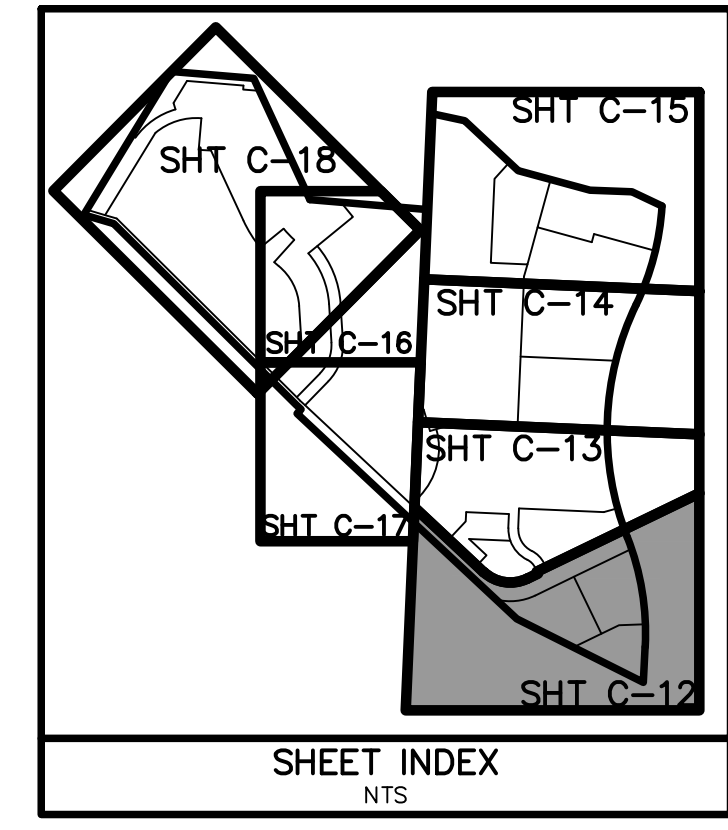 SHT C-15
SHT C-18
SHT C-14
SHT C-16
SHT C-13
SHT C-17
SHT C-12
SHEET INDEX
NTS